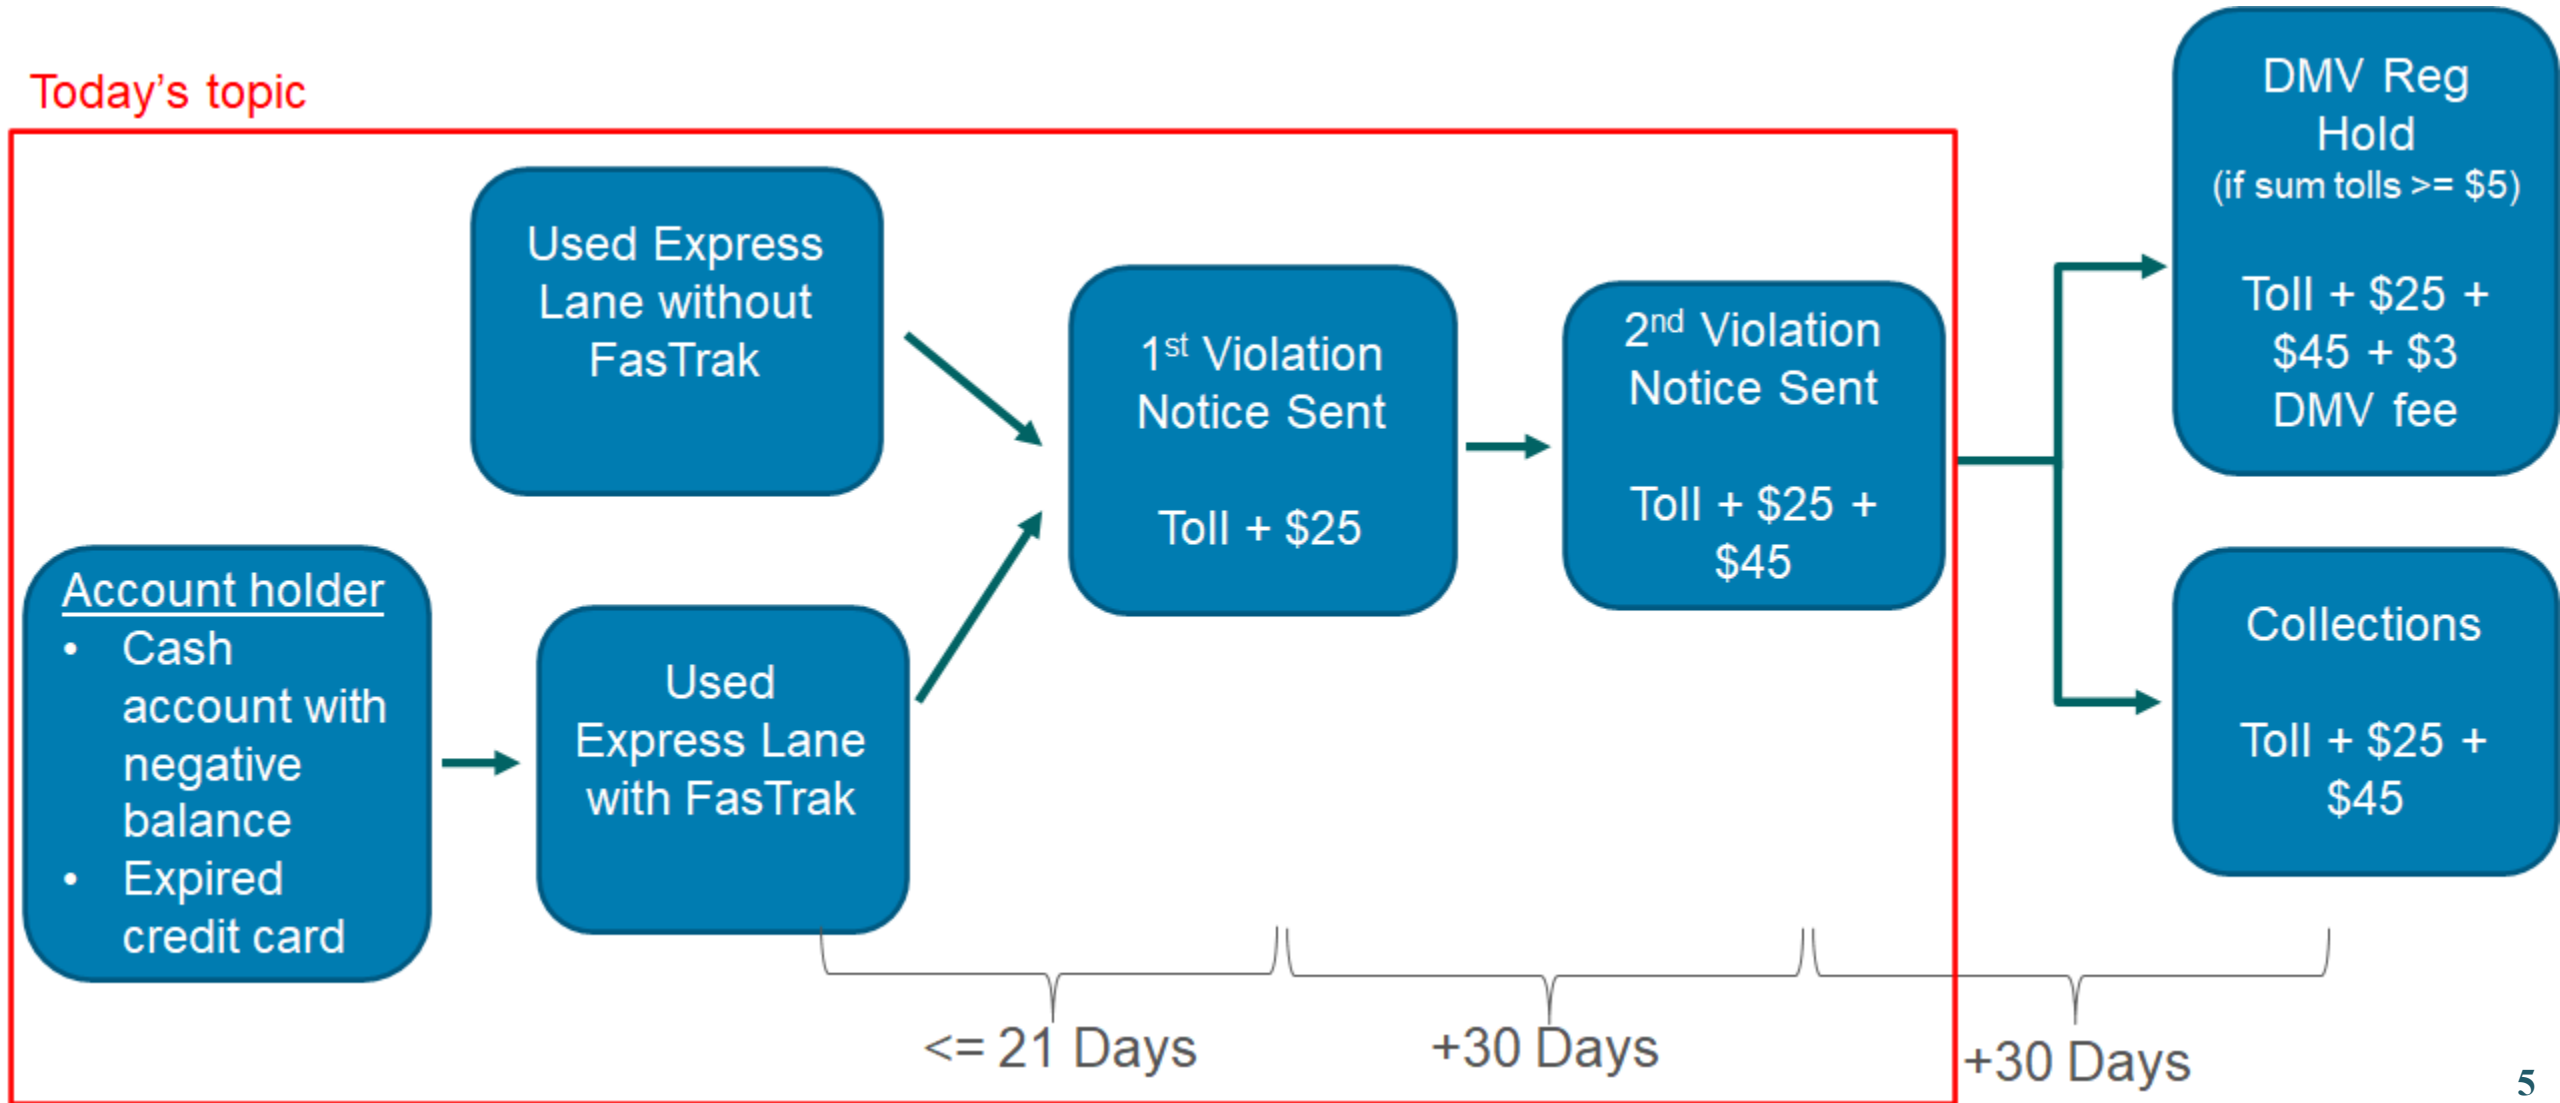 Today's topic
Used Express
Lane without
FasTrak
Account holder
• Cash
account with
negative
balance
• Expired
credit card
Used
Express Lane
with FasTrak
1st Violation
Notice Sent
Toll + $25
2nd Violation
Notice Sent
Toll + $25 +
$45
DMV Reg
Hold
(if sum tolls >= $5)
Toll + $25 +
$45 + $3
DMV fee
Collections
Toll + $25 +
$45
<= 21 Days
+30 Days
+30 Days
5